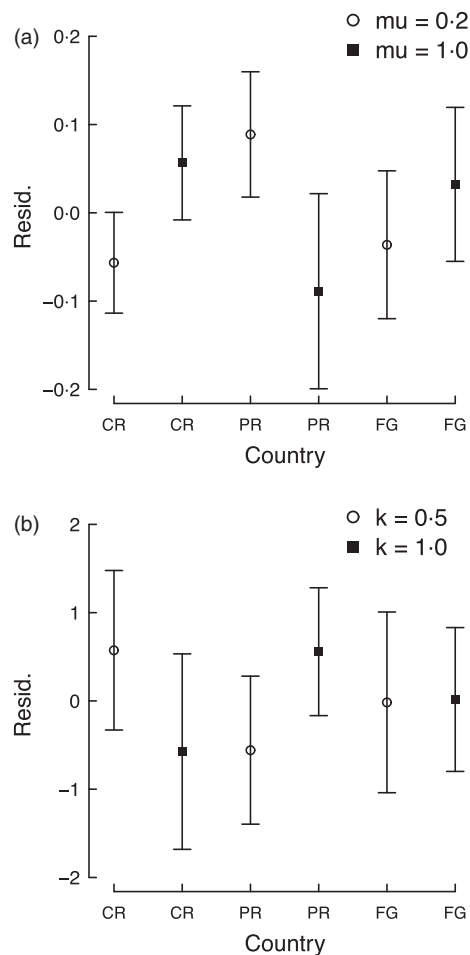 (a)
mu = 0·2
mu = 1·0
0·2
0·1
0·0
−0·1
−0·2
Resid.
CR CR PR PR FG FG
Country
(b)
k = 0·5
k = 1·0
2
1
0
−1
−2
Resid.
CR CR PR PR FG FG
Country